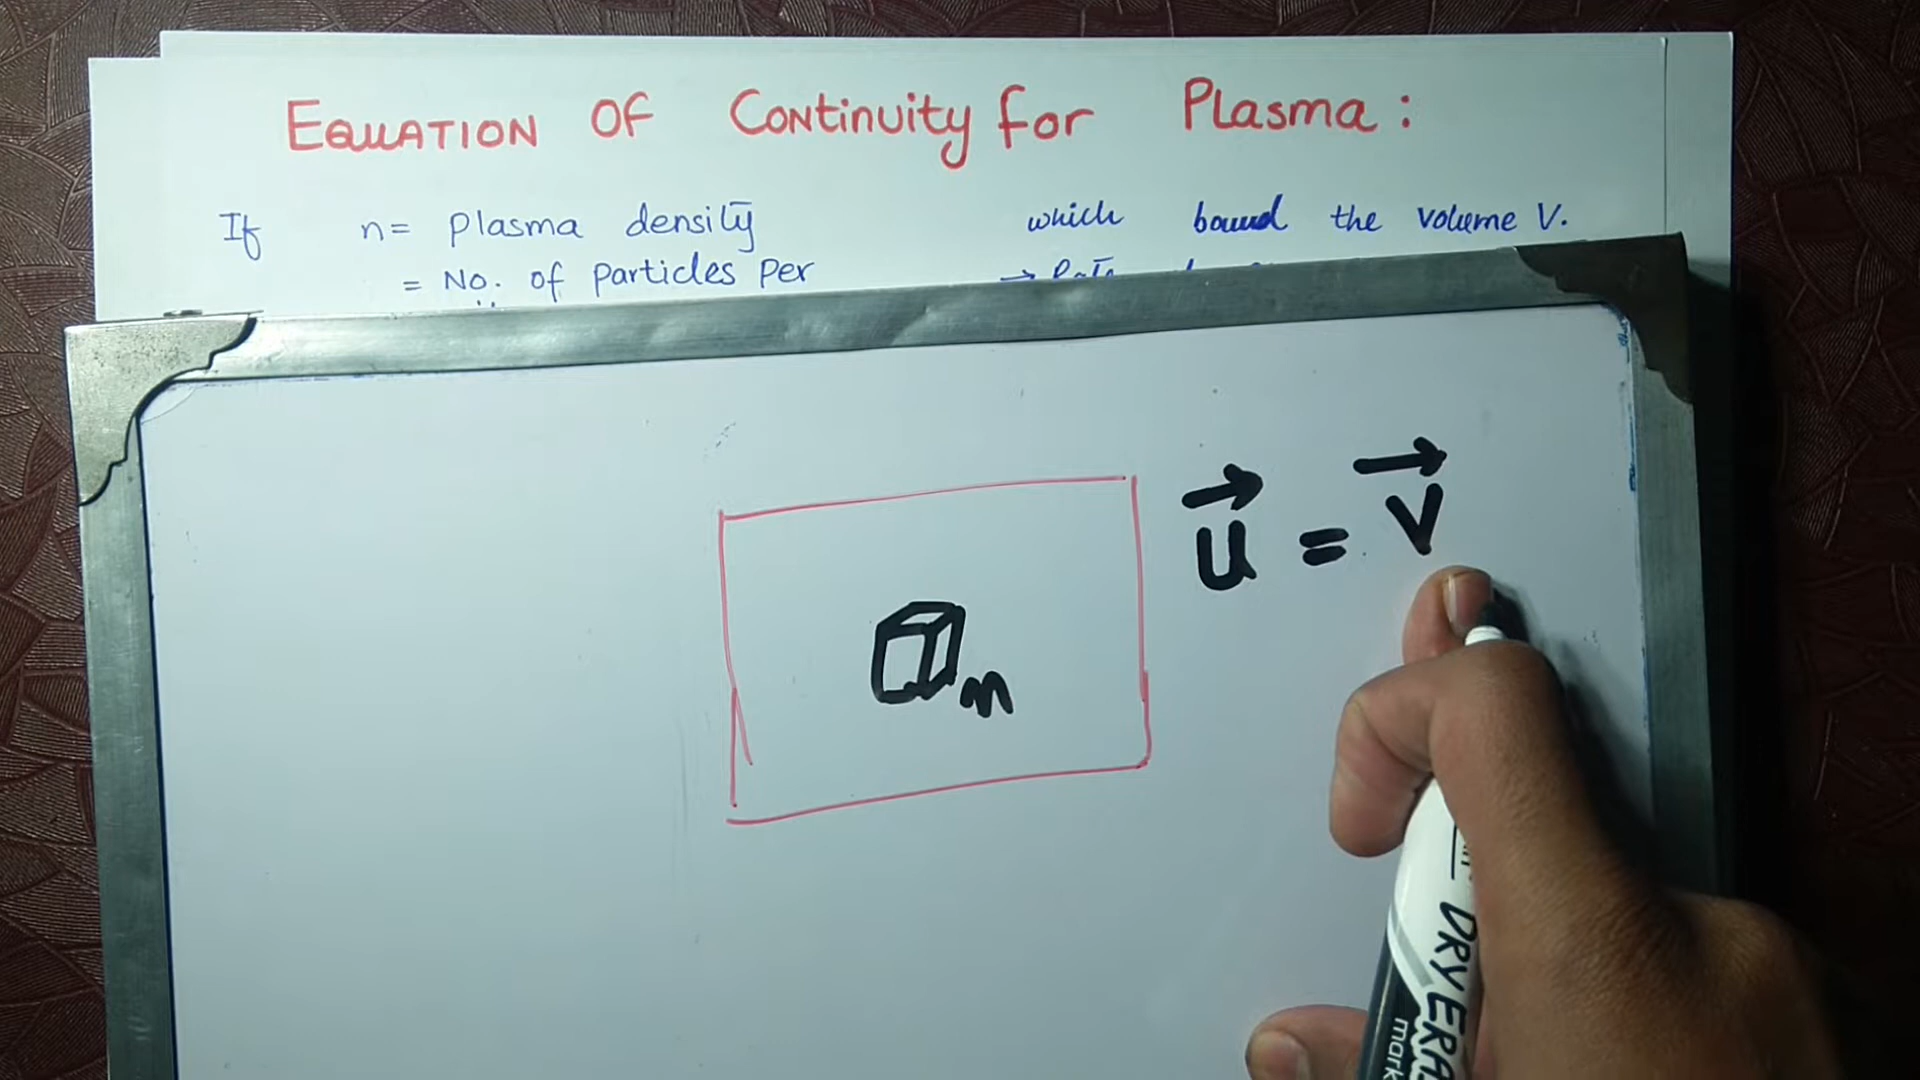 EQUATION OF Continuity for Plasma :
If n = plasma density
= No. of particles per
which bound the volume V.
u = v
n
DRY ERA
mark